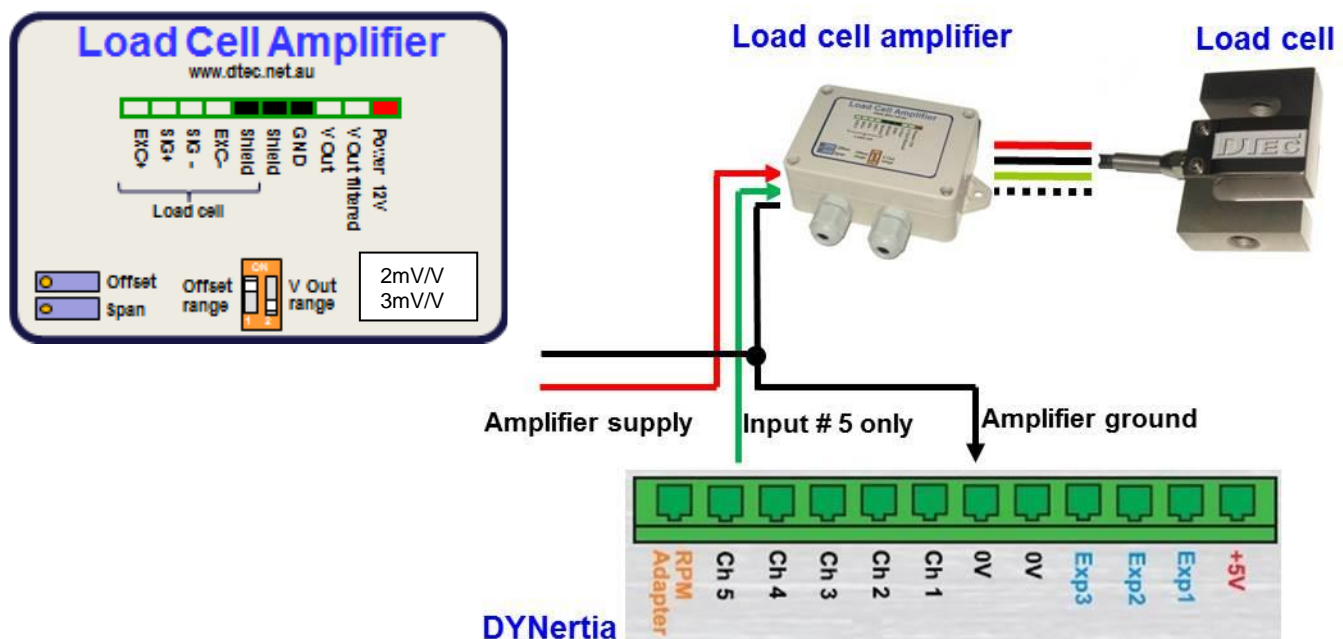 Load Cell Amplifier
www.dtec.net.au
EXC+
SIG+
SIG -
EXC-
Shield
Shield
GND
V Out
V Out filtered
Power 12V
Load cell
Offset
Span
Offset range
ON
1 2
V Out range
2mV/V
3mV/V
Load cell amplifier
Load cell
Load Cell Amplifier
DTEC
Amplifier supply
Input # 5 only
Amplifier ground
RPM Adapter
Ch 5
Ch 4
Ch 3
Ch 2
Ch 1
0V
0V
Exp3
Exp2
Exp1
+5V
DYNertia